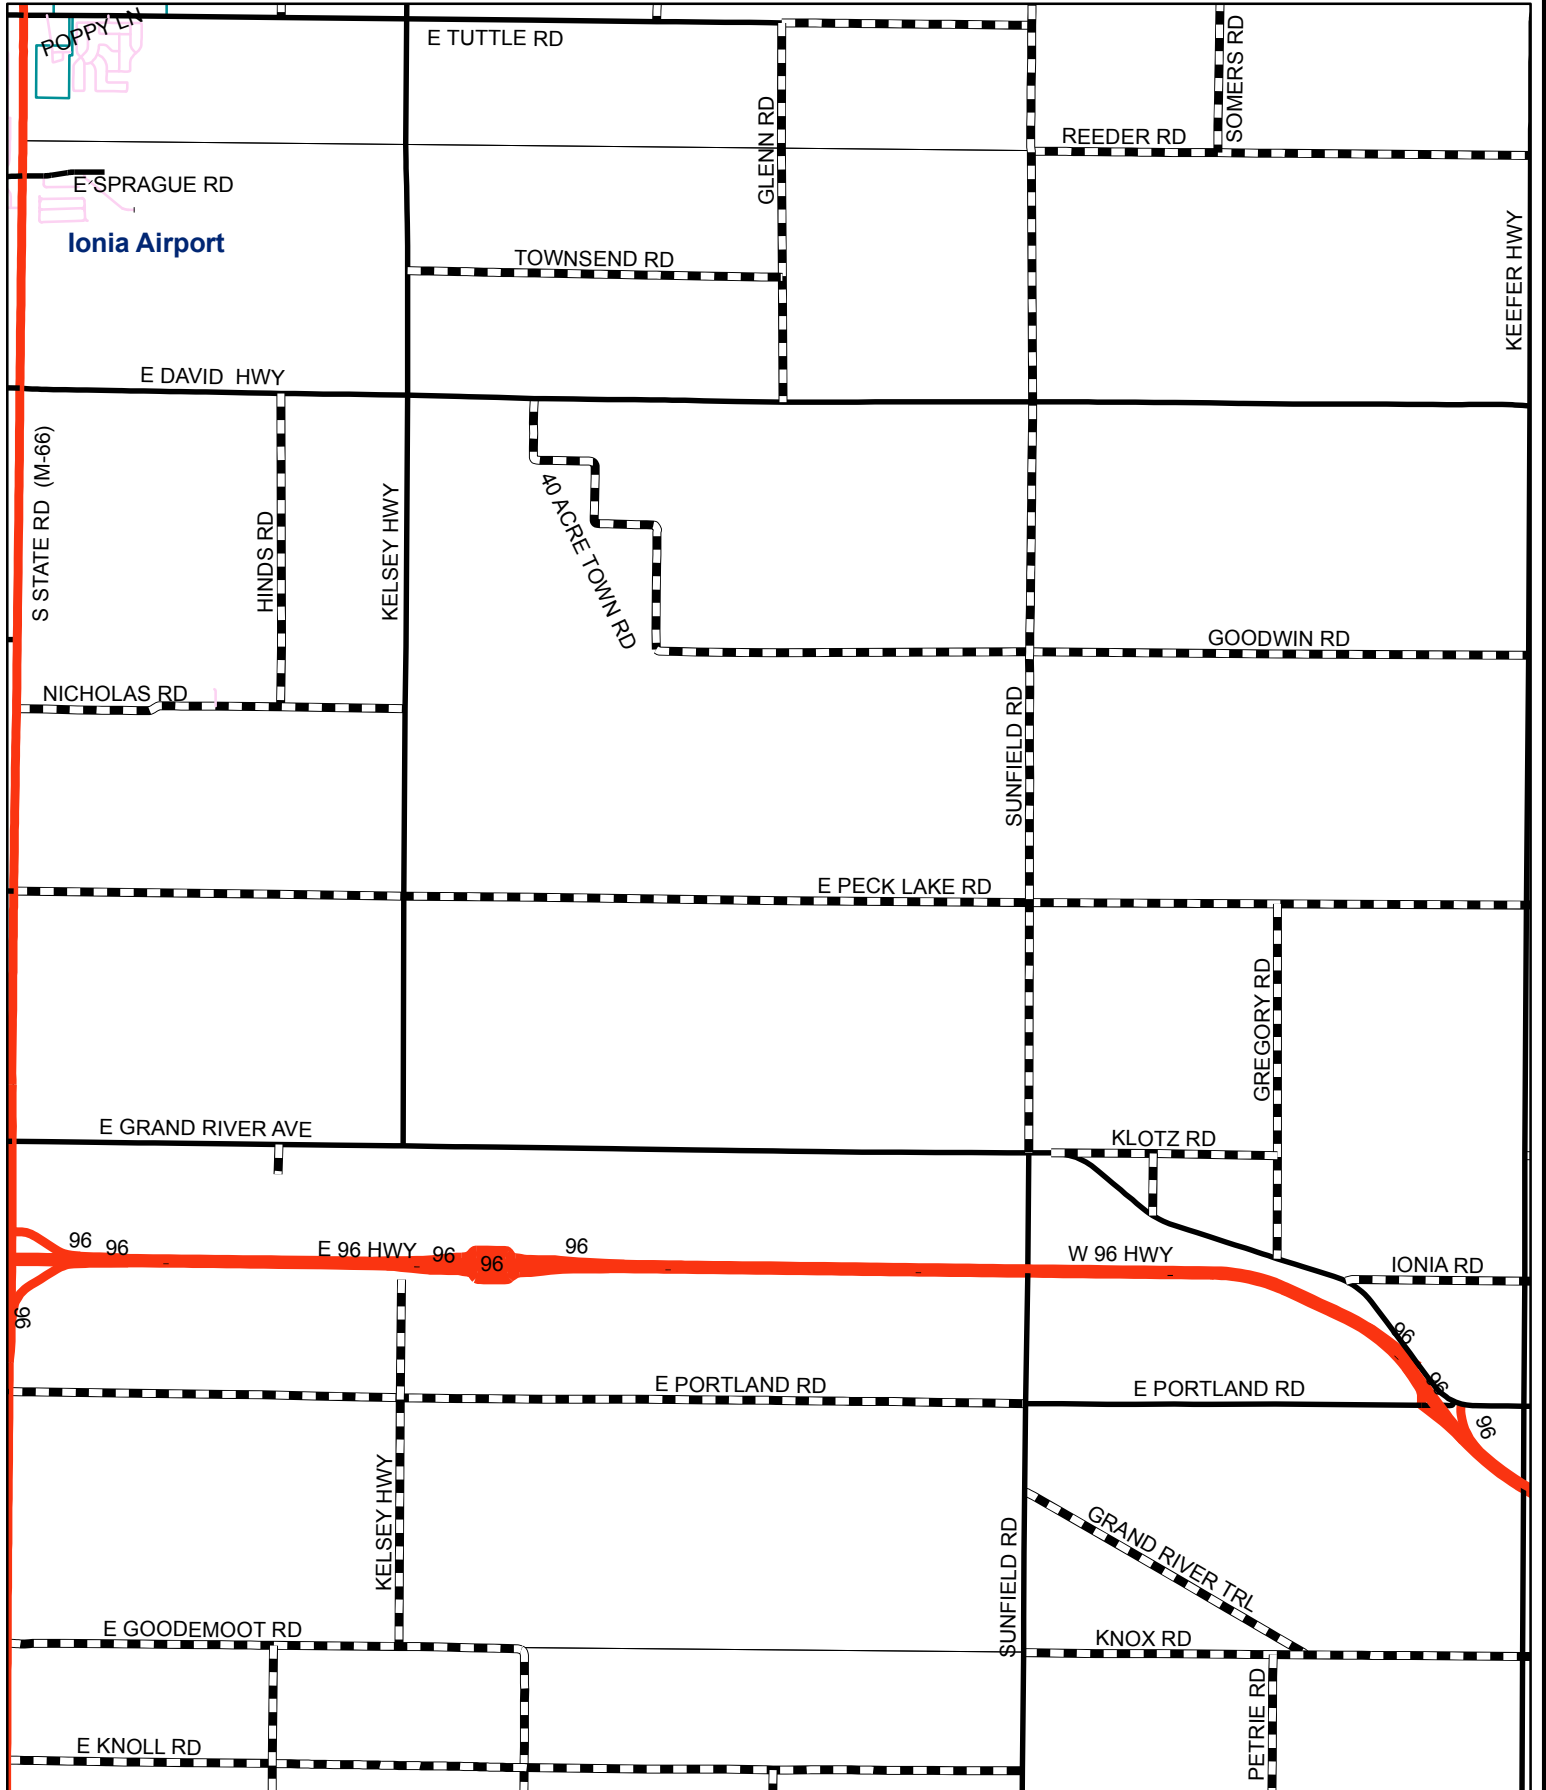 POPPY LN
E TUTTLE RD
SOMERS RD
GLENN RD
REEDER RD
E SPRAGUE RD
Ionia Airport
TOWNSEND RD
KEEFER HWY
E DAVID HWY
S STATE RD (M-66)
HINDS RD
KELSEY HWY
40 ACRE TOWN RD
GOODWIN RD
NICHOLAS RD
SUNFIELD RD
E PECK LAKE RD
GREGORY RD
E GRAND RIVER AVE
KLOTZ RD
96
96
E 96 HWY
96
96
96
W 96 HWY
IONIA RD
96
96
E PORTLAND RD
E PORTLAND RD
96
96
KELSEY HWY
GRAND RIVER TRL
SUNFIELD RD
E GOODEMOOT RD
KNOX RD
PETRIE RD
E KNOLL RD